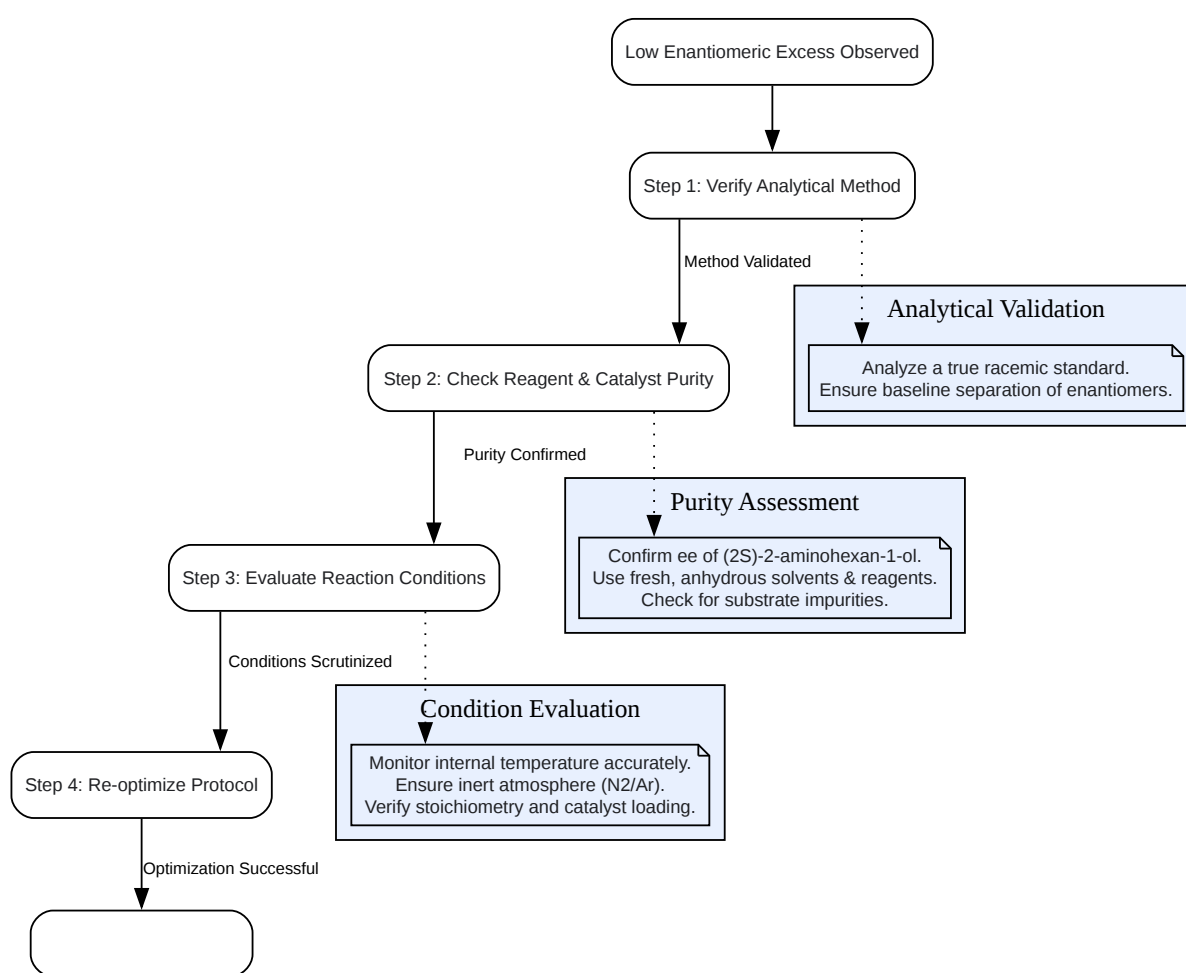 Low Enantiomeric Excess Observed
Step 1: Verify Analytical Method
Method Validated
Analytical Validation
Analyze a true racemic standard.
Ensure baseline separation of enantiomers.
Step 2: Check Reagent & Catalyst Purity
Purity Confirmed
Purity Assessment
Confirm ee of (2S)-2-aminohexan-1-ol.
Use fresh, anhydrous solvents & reagents.
Check for substrate impurities.
Step 3: Evaluate Reaction Conditions
Conditions Scrutinized
Condition Evaluation
Monitor internal temperature accurately.
Ensure inert atmosphere (N2/Ar).
Verify stoichiometry and catalyst loading.
Step 4: Re-optimize Protocol
Optimization Successful